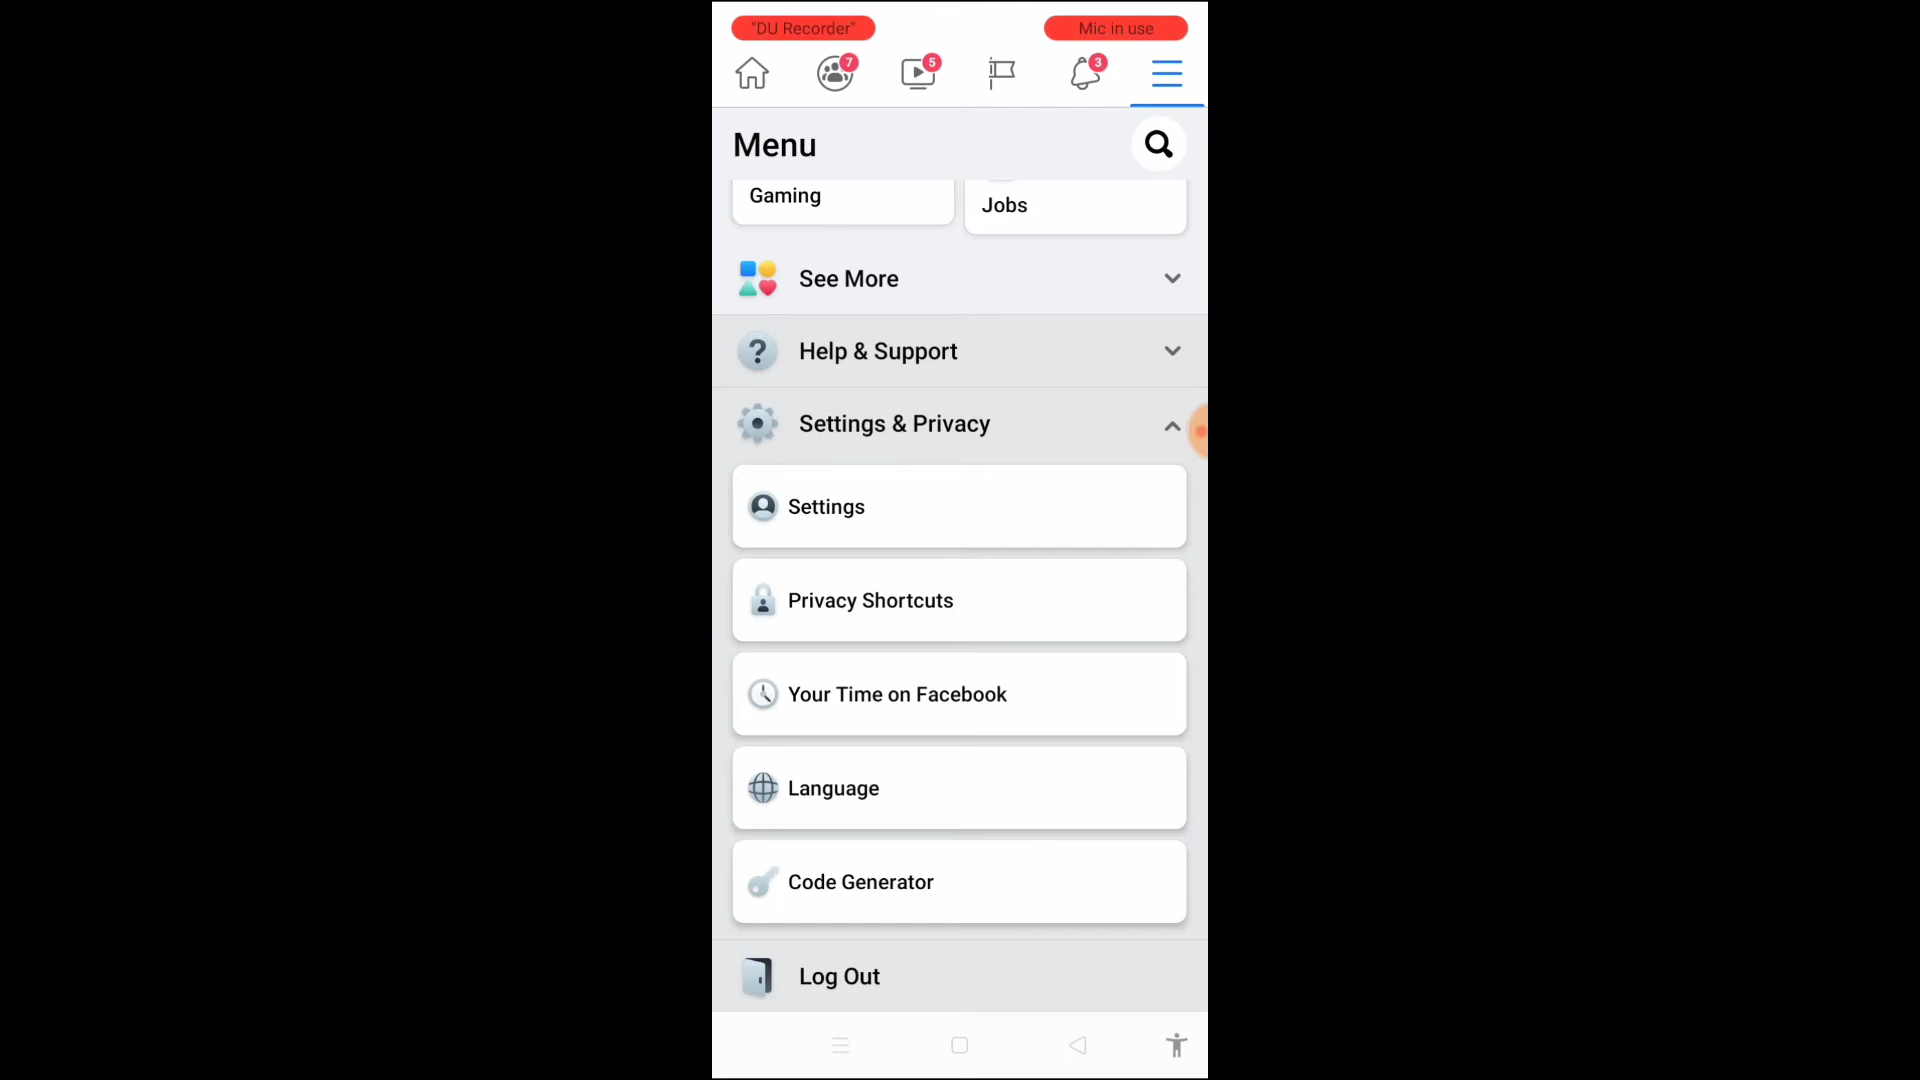 "DU Recorder"
Mic in use
7
5
3
Menu
Gaming
Jobs
See More
Help & Support
Settings & Privacy
Settings
Privacy Shortcuts
Your Time on Facebook
Language
Code Generator
Log Out